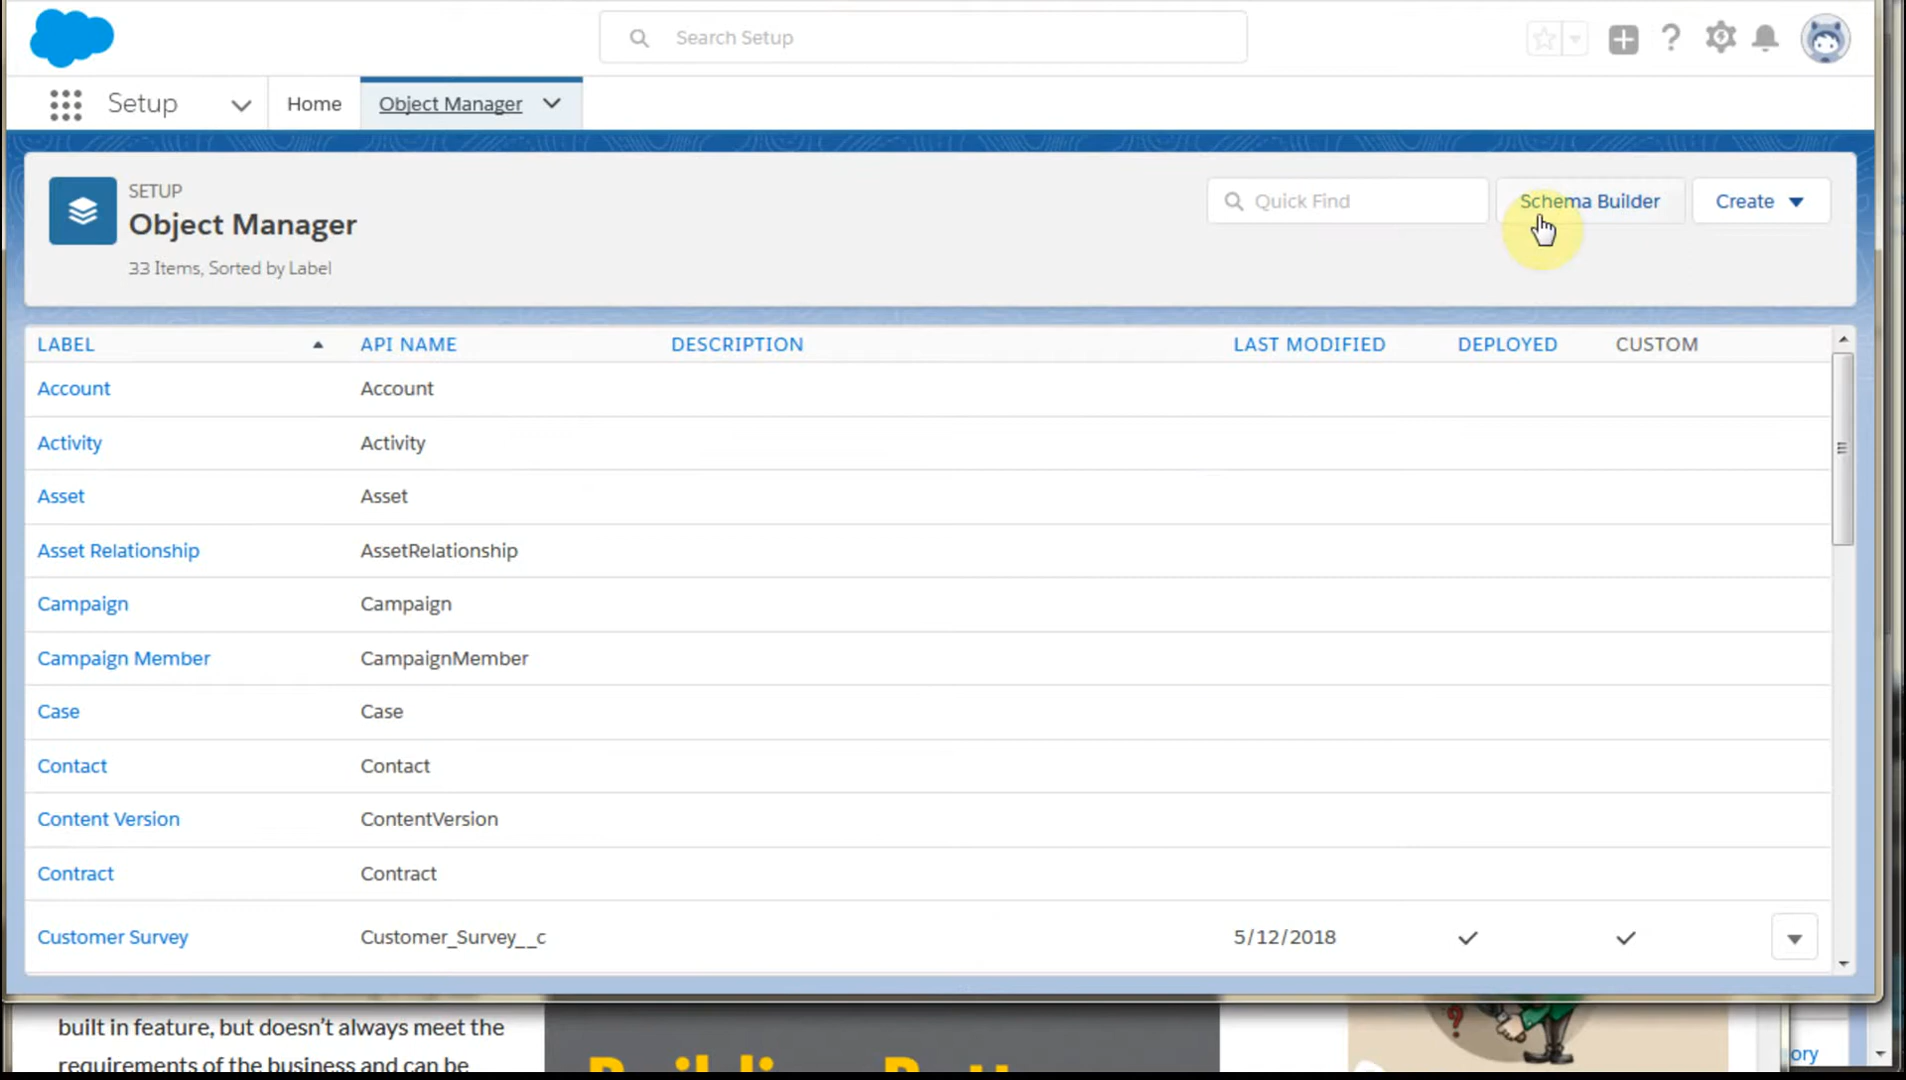 Search Setup
Setup Home Object Manager
SETUP
Object Manager
33 Items, Sorted by Label
Quick Find
Schema Builder
Create
LABEL API NAME DESCRIPTION LAST MODIFIED DEPLOYED CUSTOM
Account Account
Activity Activity
Asset Asset
Asset Relationship AssetRelationship
Campaign Campaign
Campaign Member CampaignMember
Case Case
Contact Contact
Content Version ContentVersion
Contract Contract
Customer Survey Customer_Survey__c 5/12/2018
built in feature, but doesn't always meet the
requirements of the business and can be
ory